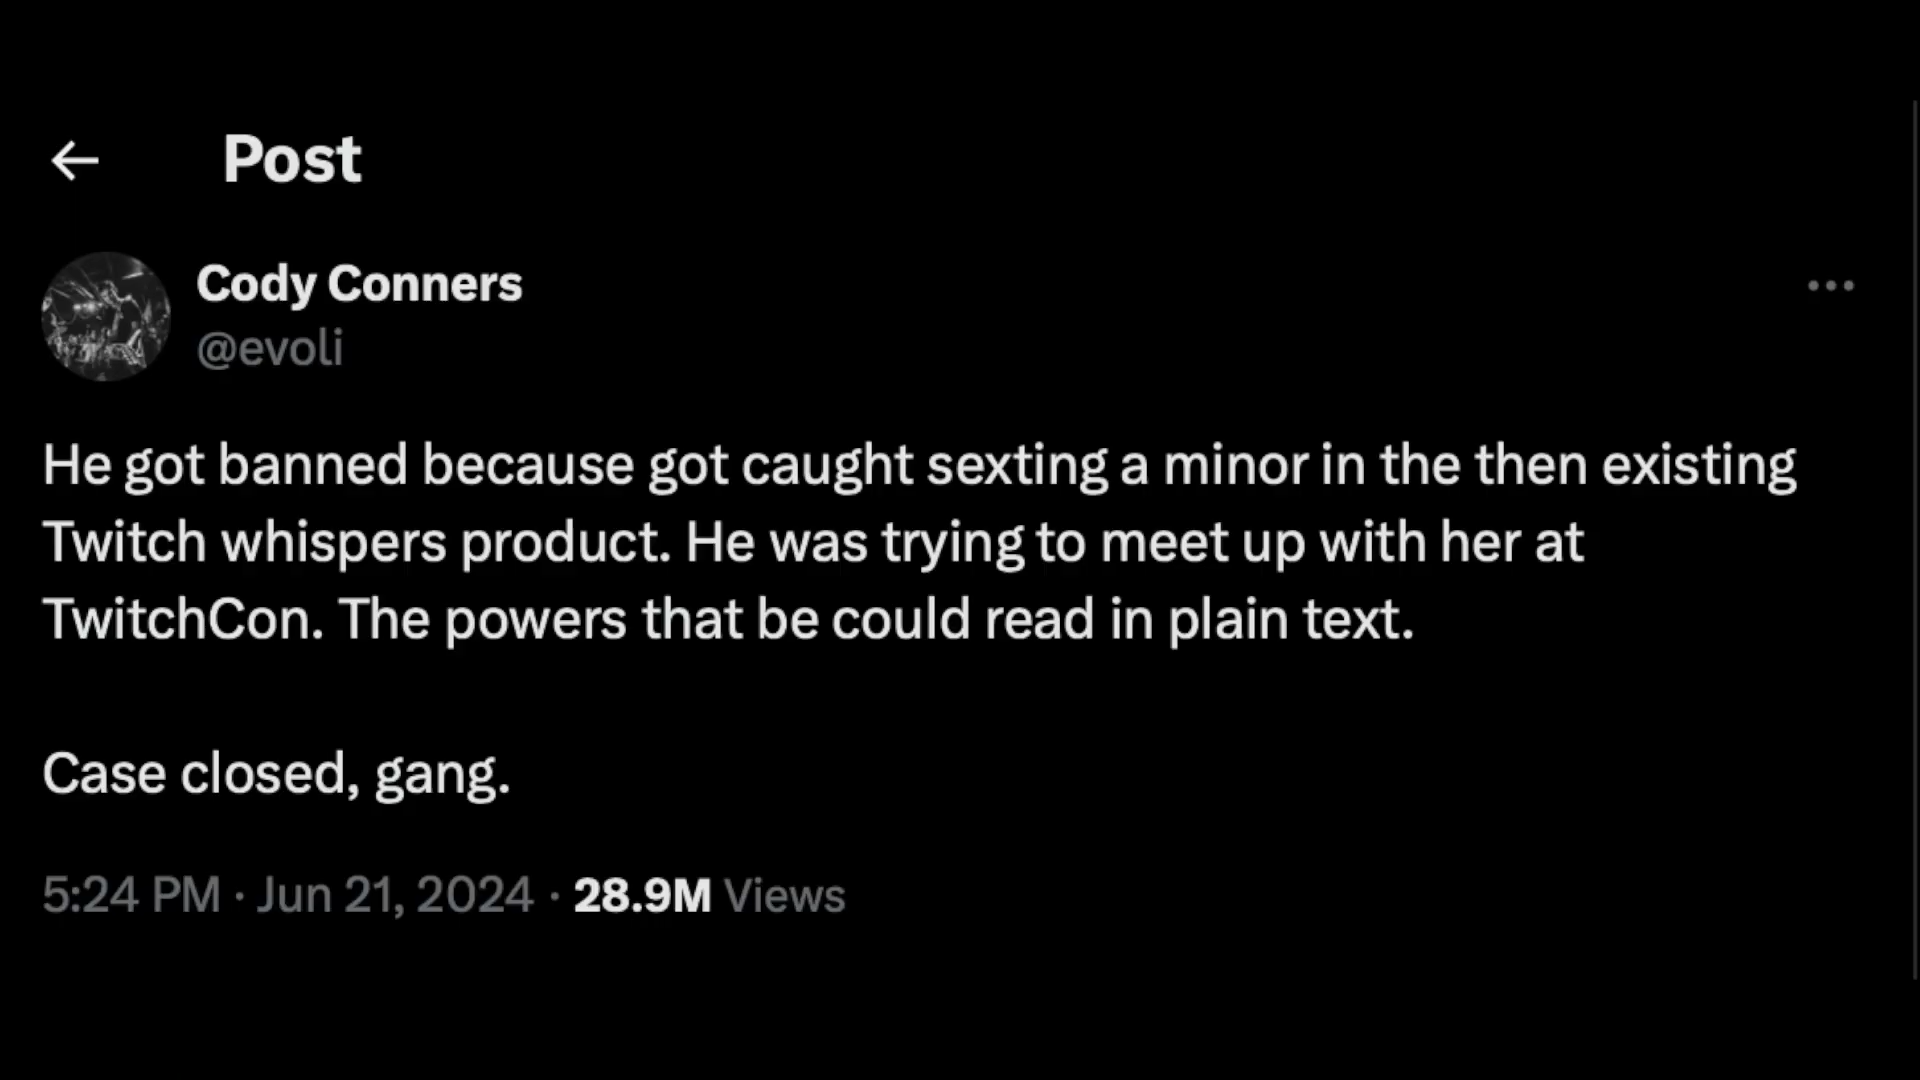 Post
Cody Conners
@evoli
He got banned because got caught sexting a minor in the then existing
Twitch whispers product. He was trying to meet up with her at
TwitchCon. The powers that be could read in plain text.
Case closed, gang.
5:24 PM · Jun 21, 2024 · 28.9M Views